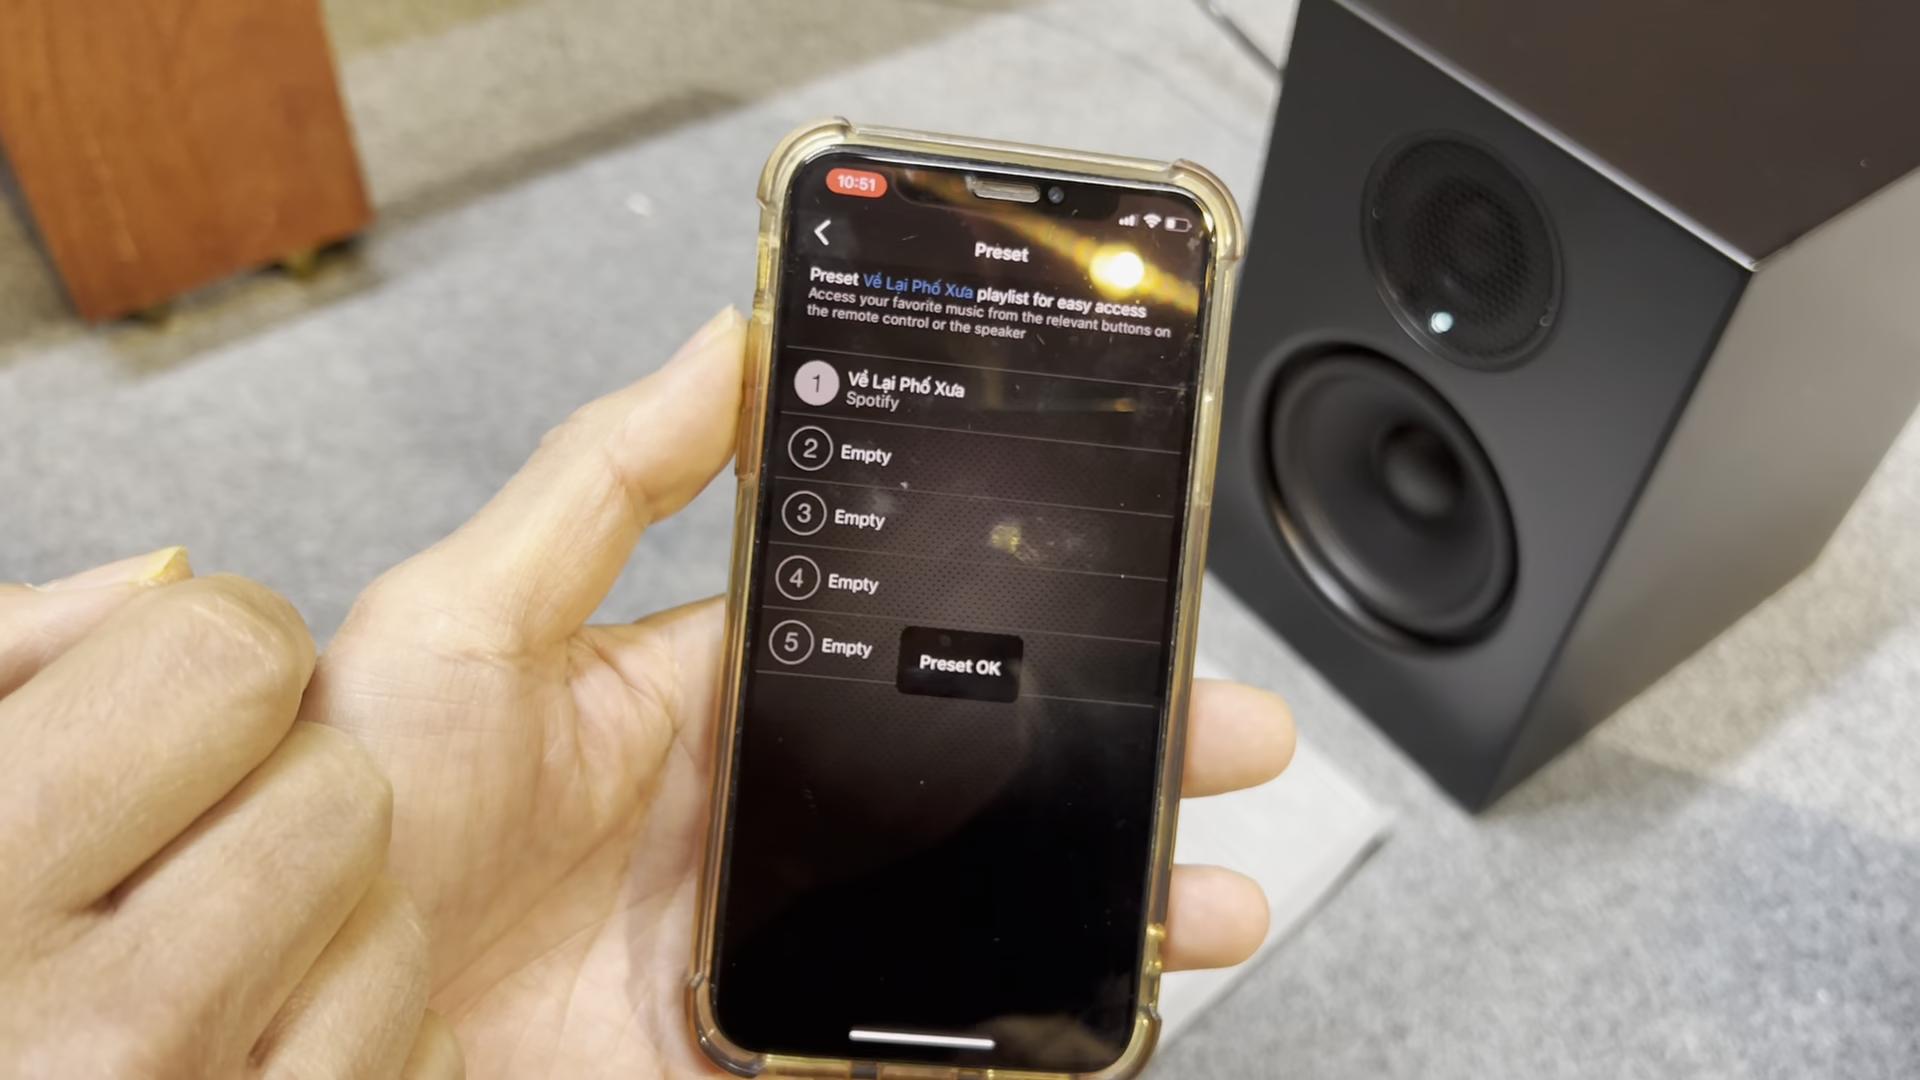 10:51
Preset
Preset Về Lại Phố Xưa playlist for easy access
Access your favorite music from the relevant buttons on
the remote control or the speaker
1 Về Lại Phố Xưa
Spotify
2 Empty
3 Empty
4 Empty
5 Empty
Preset OK